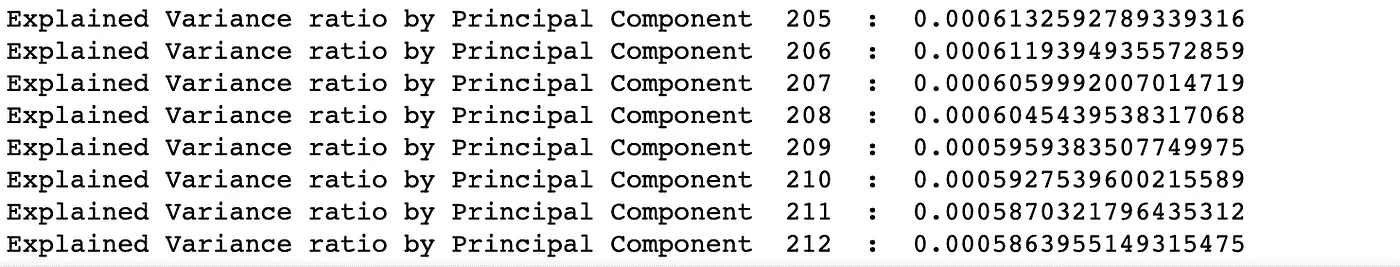 Explained Variance ratio by Principal Component  205  :  0.0006132592789339316
Explained Variance ratio by Principal Component  206  :  0.0006119394935572859
Explained Variance ratio by Principal Component  207  :  0.0006059992007014719
Explained Variance ratio by Principal Component  208  :  0.0006045439538317068
Explained Variance ratio by Principal Component  209  :  0.0005959383507749975
Explained Variance ratio by Principal Component  210  :  0.0005927539600215589
Explained Variance ratio by Principal Component  211  :  0.0005870321796435312
Explained Variance ratio by Principal Component  212  :  0.0005863955149315475